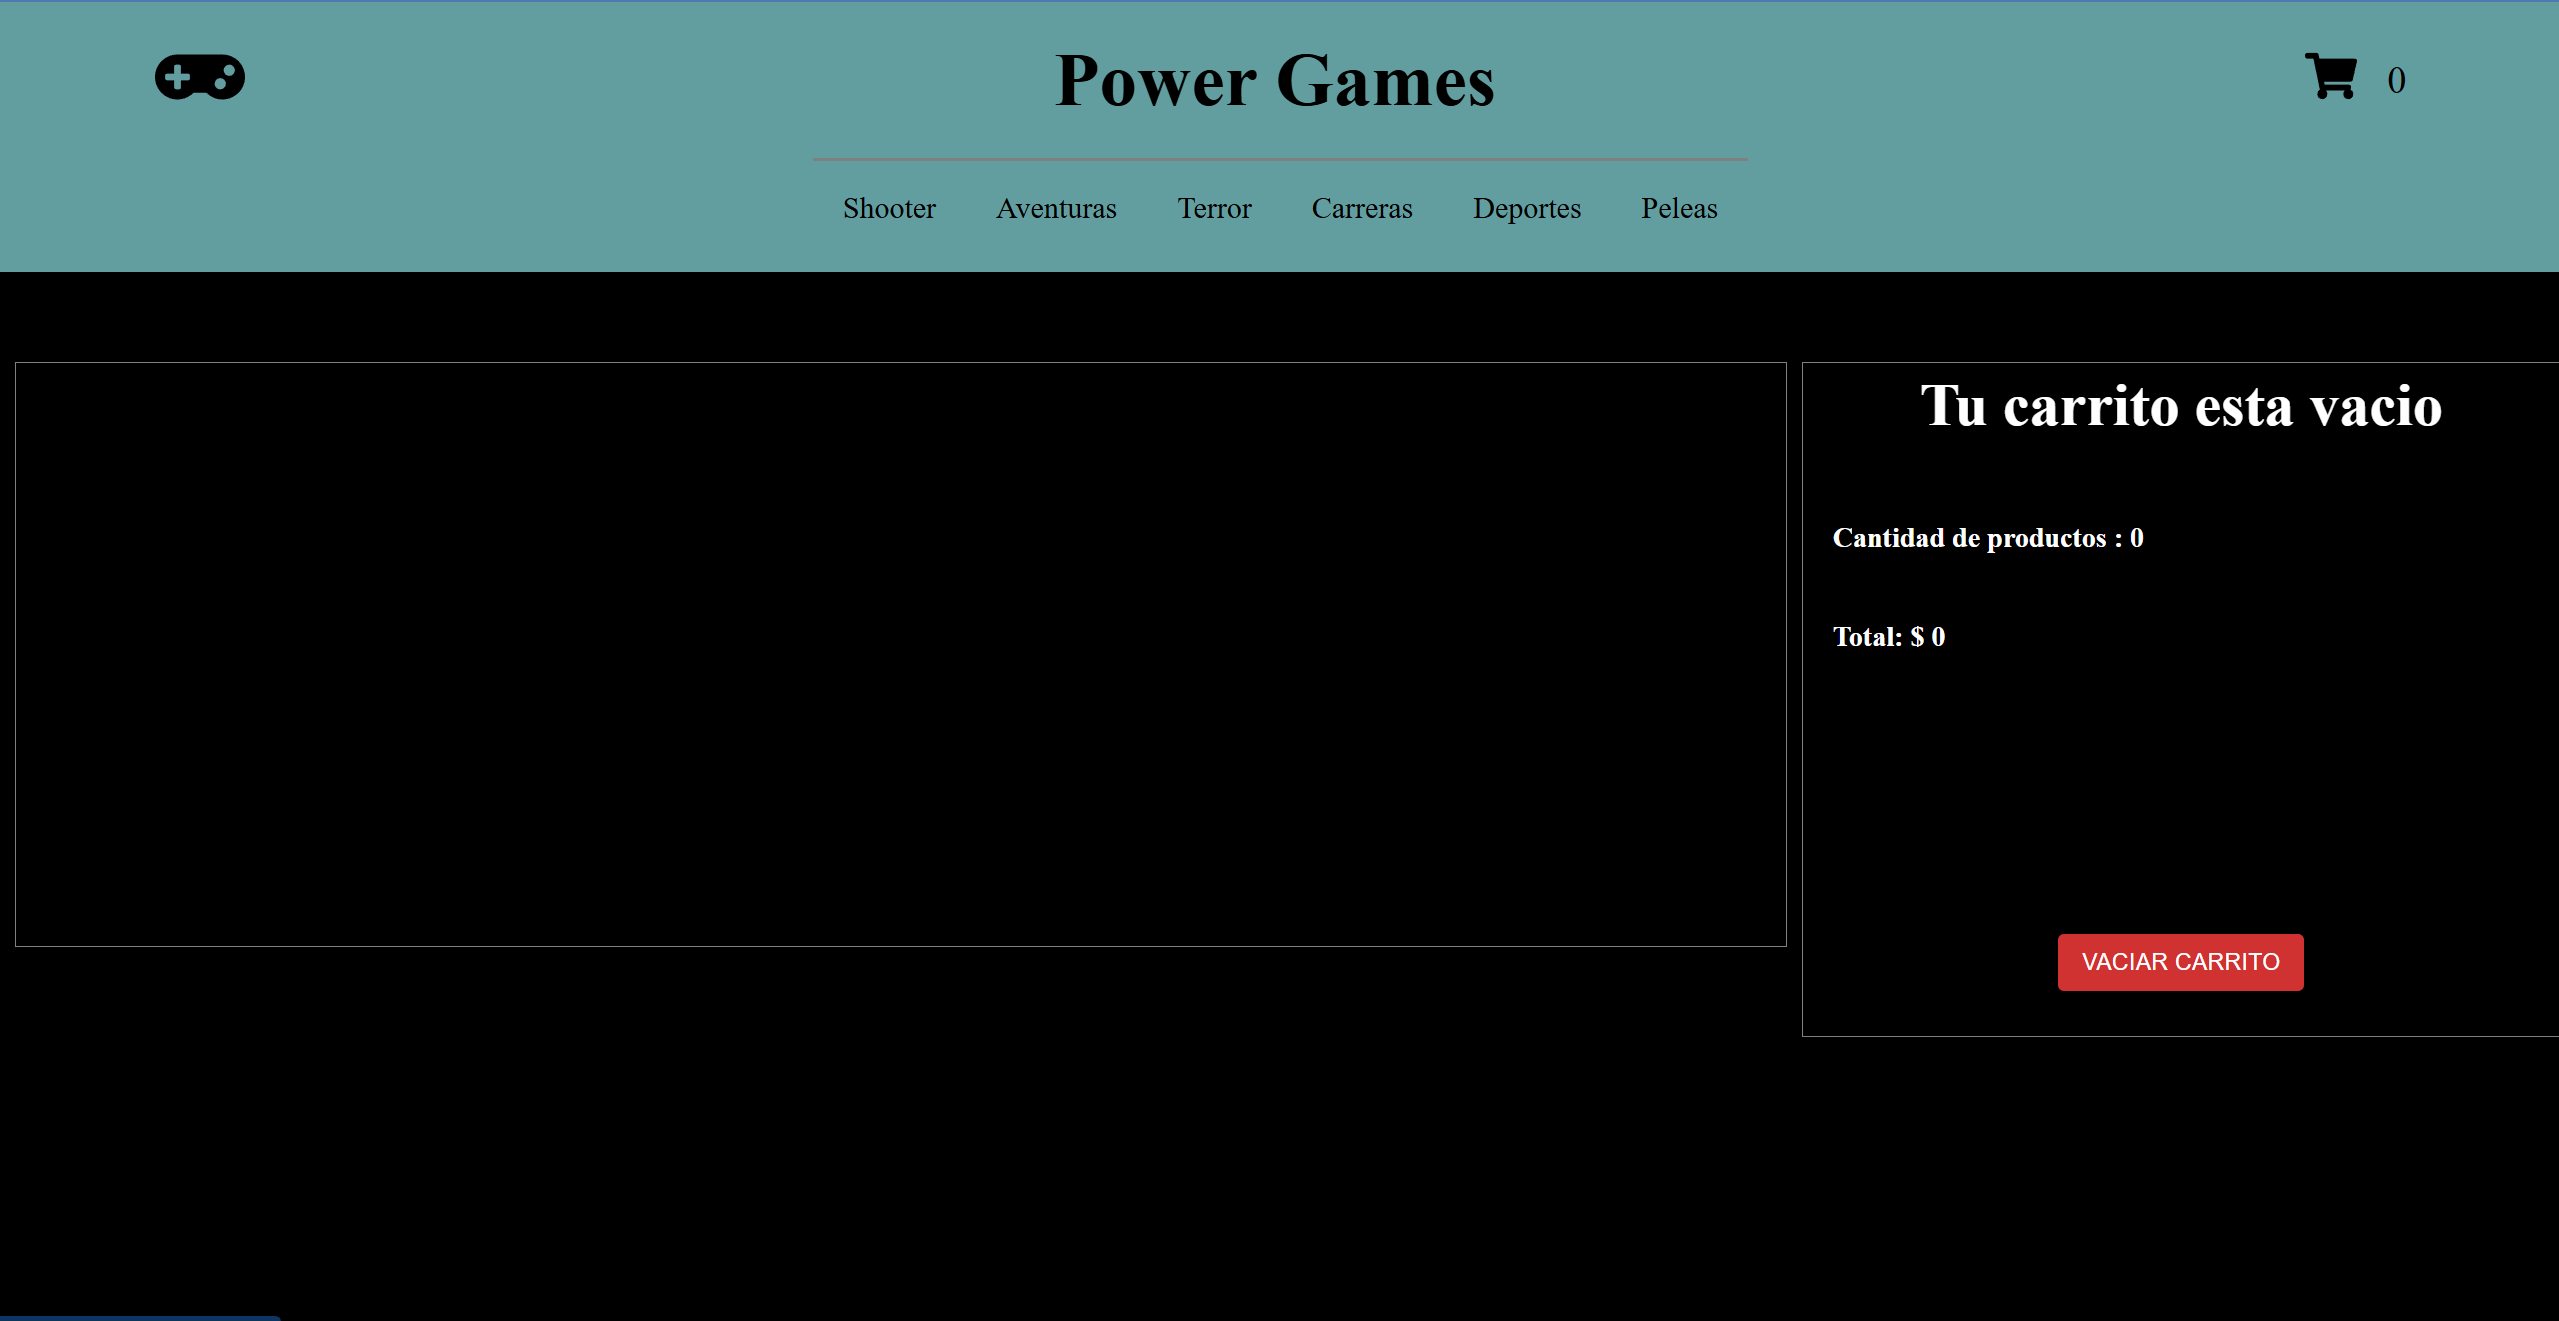 Power Games
0
Shooter Aventuras Terror Carreras Deportes Peleas
Tu carrito esta vacio
Cantidad de productos : 0
Total: $ 0
VACIAR CARRITO